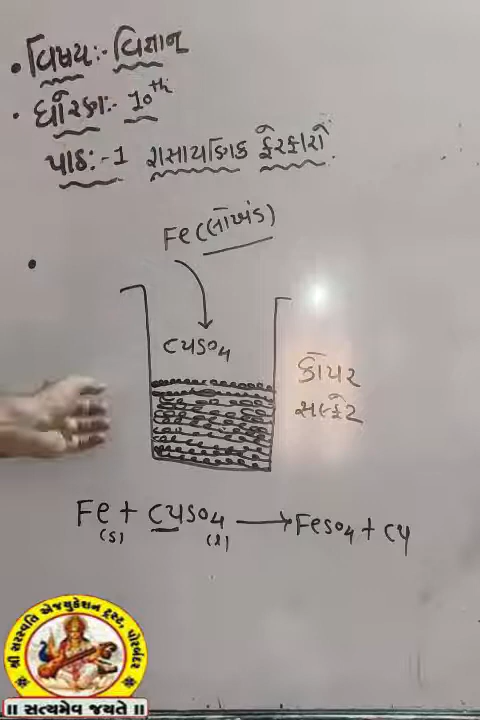 • વિષય:- વિજ્ઞાન
• ધોરણ:- 10th
પાઠ:-1 રાસાયણિક ફેરફારો
Fe (લોખંડ)
CuSO4
કોપર
સલ્ફેટ
Fe + CuSO4 → FeSO4 + Cu
(s) (l)
શ્રી સરસ્વતિ એજ્યુકેશન ટ્રસ્ટ, પોરબંદર
॥ સત્યમેવ જયતે ॥